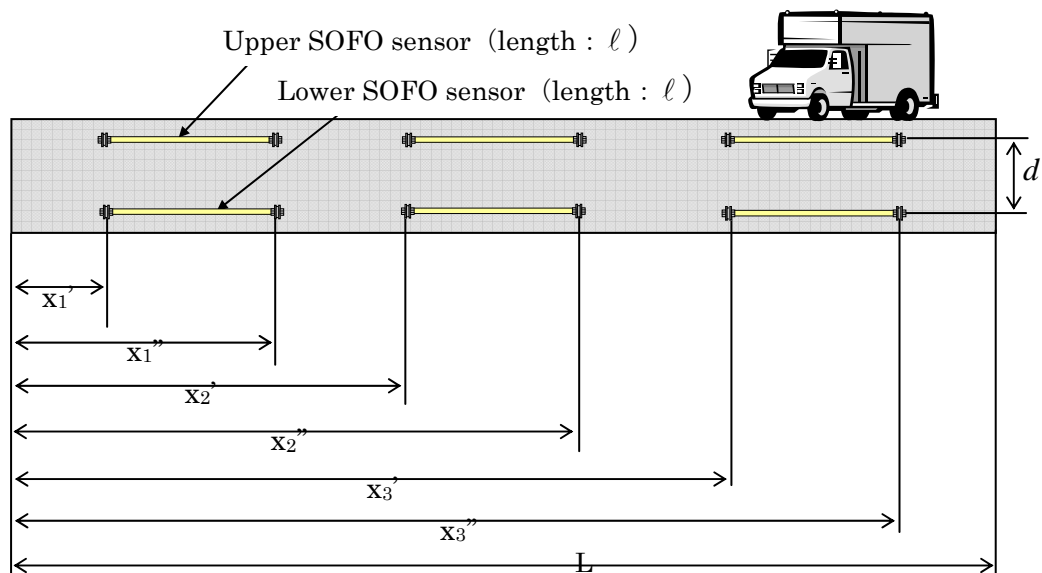 Upper SOFO sensor (length : ℓ)
Lower SOFO sensor (length : ℓ)
d
x1’
x1”
x2’
x2”
x3’
x3”
L